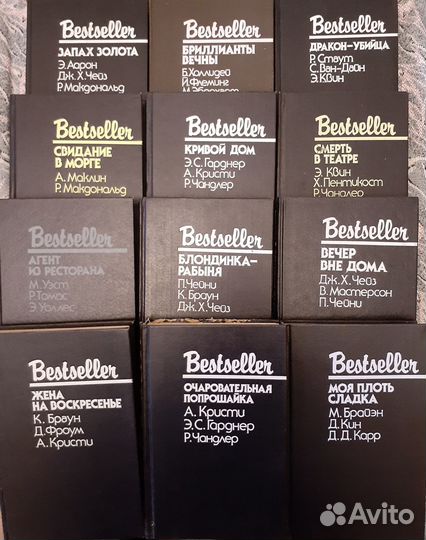 Bestseller
ЗАПАХ ЗОЛОТА
Э.Аарон
Дж.Х.Чейз
Р.Макдональд
Bestseller
БРИЛЛИАНТЫ
ВЕЧНЫ
Б.Холлидей
Й.Флеминг
М.Эберхарт
Bestseller
ДРАКОН-УБИЙЦА
Р.Стаут
С.Ван-Дайн
Э.Квин
Bestseller
СВИДАНИЕ
В МОРГЕ
А.Маклин
Р.Макдональд
Bestseller
КРИВОЙ ДОМ
Э.С.Гарднер
А.Кристи
Р.Чандлер
Bestseller
СМЕРТЬ
В ТЕАТРЕ
Э.Квин
Х.Пентикост
Р.Чандлер
Bestseller
АГЕНТ
ИЗ РЕСТОРАНА
М.Уэст
Р.Томас
Э.Уоллес
Bestseller
БЛОНДИНКА-
РАБЫНЯ
П.Чейни
К.Браун
Дж.Х.Чейз
Bestseller
ВЕЧЕР
ВНЕ ДОМА
Дж.Х.Чейз
В.Мастерсон
П.Чейни
Bestseller
ЖЕНА
НА ВОСКРЕСЕНЬЕ
К.Браун
Д.Фроум
А.Кристи
Bestseller
ОЧАРОВАТЕЛЬНАЯ
ПОПРОШАЙКА
А.Кристи
Э.С.Гарднер
Р.Чандлер
Bestseller
МОЯ ПЛОТЬ
СЛАДКА
М.Брайэн
Д.Кин
Д.Д.Карр
Avito